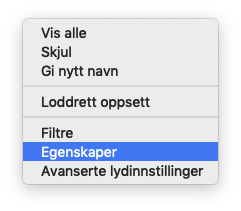 Vis alle
Skjul
Gi nytt navn
Loddrett oppsett
Filtre
Egenskaper
Avanserte lydinnstillinger